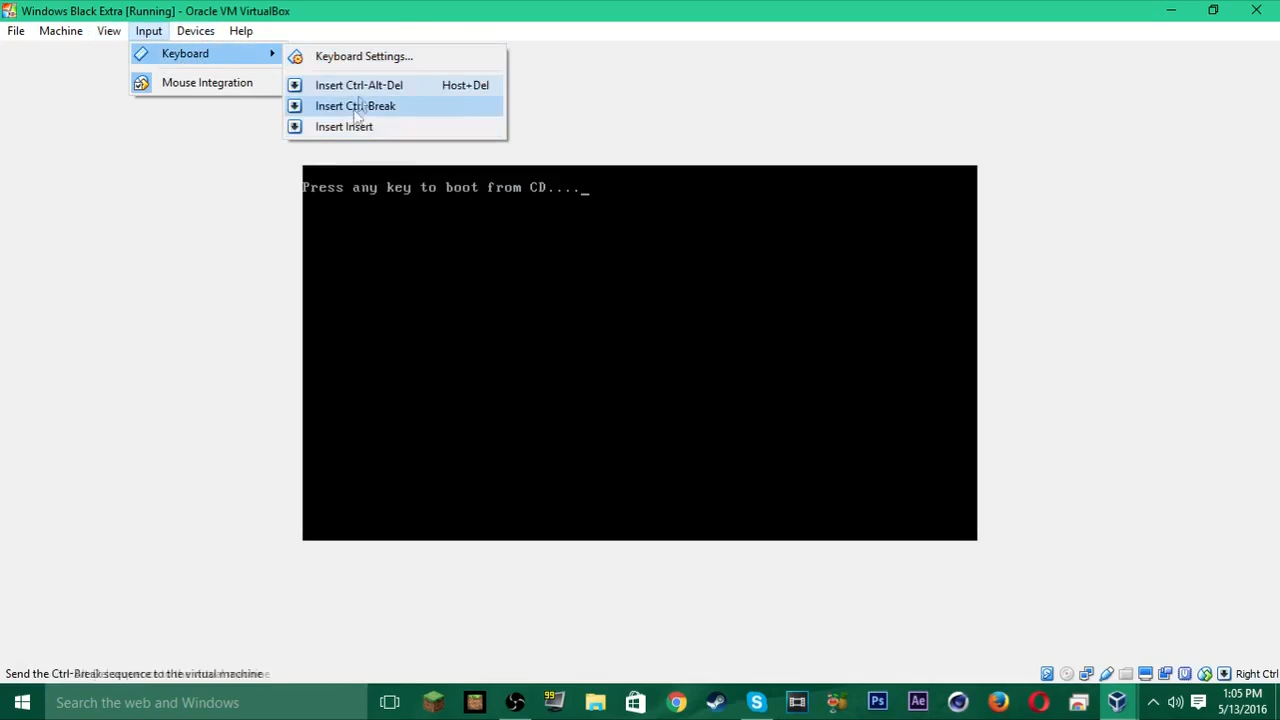 Windows Black Extra [Running] - Oracle VM VirtualBox
File Machine View Input Devices Help
Keyboard
Mouse Integration
Keyboard Settings...
Insert Ctrl-Alt-Del Host+Del
Insert Ctrl-Break
Insert Insert
Press any key to boot from CD...._
Send the Ctrl-Break sequence to the virtual machine
Right Ctrl
Search the web and Windows
99
Ps
Ae
1:05 PM
5/13/2016